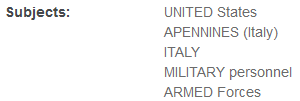 Subjects: UNITED States
APENNINES (Italy)
ITALY
MILITARY personnel
ARMED Forces